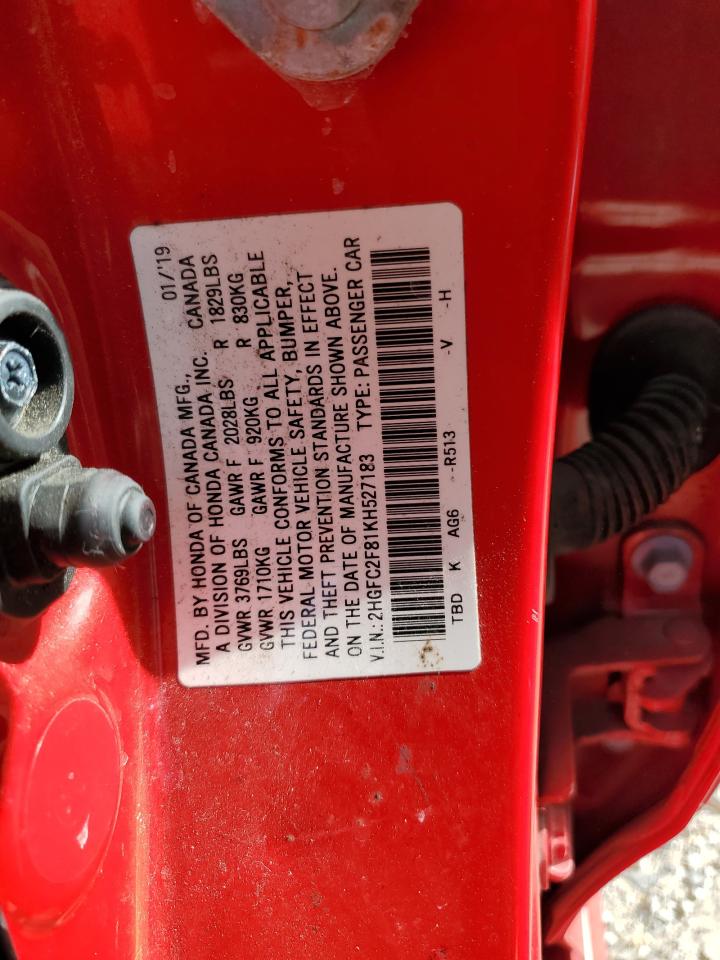 MFD. BY HONDA OF CANADA MFG., 01/'19
A DIVISION OF HONDA CANADA INC. CANADA
GVWR 3769LBS GAWR F 2028LBS R 1829LBS
GVWR 1710KG GAWR F 920KG R 830KG
THIS VEHICLE CONFORMS TO ALL APPLICABLE
FEDERAL MOTOR VEHICLE SAFETY, BUMPER,
AND THEFT PREVENTION STANDARDS IN EFFECT
ON THE DATE OF MANUFACTURE SHOWN ABOVE.
V.I.N.: 2HGFC2F81KH527183 TYPE: PASSENGER CAR
TBD K AG6 -R513 -V -H